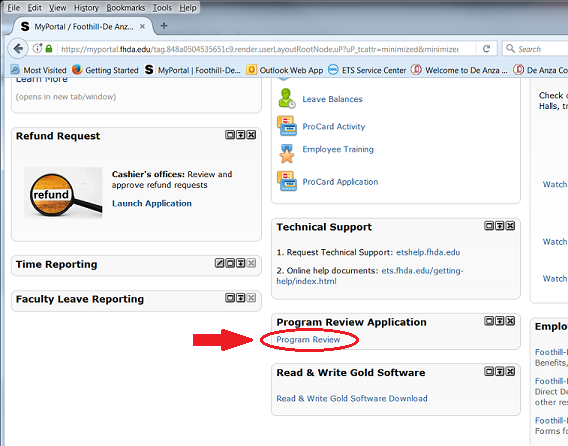 File Edit View History Bookmarks Tools Help
MyPortal / Foothill-De Anz...
https://myportal.fhda.edu/tag.848a0504535651c9.render.userLayoutRootNode.uP?uP_tcattr=minimized&minimized
Search
Most Visited Getting Started MyPortal | Foothill-De... Outlook Web App ETS Service Center Welcome to De Anza ... De Anza Co
Learn More
(opens in new tab/window)
Refund Request
refund
Cashier's offices: Review and
approve refund requests
Launch Application
Time Reporting
Faculty Leave Reporting
Leave Balances
ProCard Activity
Employee Training
ProCard Application
Technical Support
1. Request Technical Support: etshelp.fhda.edu
2. Online help documents: ets.fhda.edu/getting-
help/index.html
Program Review Application
Program Review
Read & Write Gold Software
Read & Write Gold Software Download
Check o
Halls, tr
Watch
Watch
Watch
Emplo
Foothill-
Benefits,
Foothill-
Direct De
other res
Foothill-
Forms fo